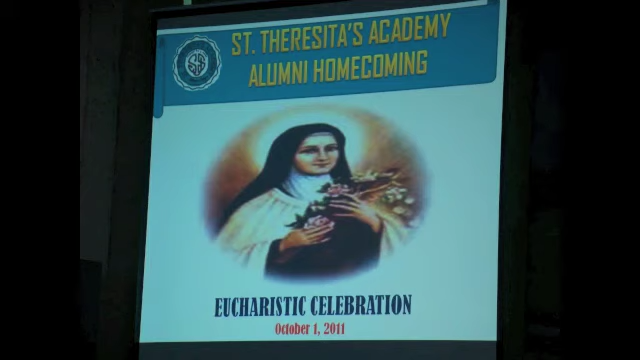 ST. THERESITA'S ACADEMY
ALUMNI HOMECOMING
EUCHARISTIC CELEBRATION
October 1, 2011